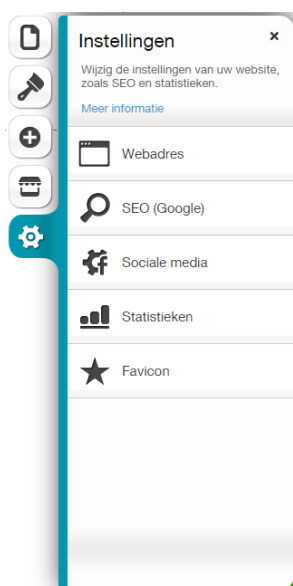 Instellingen
Wijzig de instellingen van uw website,
zoals SEO en statistieken.
Meer informatie
Webadres
SEO (Google)
Sociale media
Statistieken
Favicon